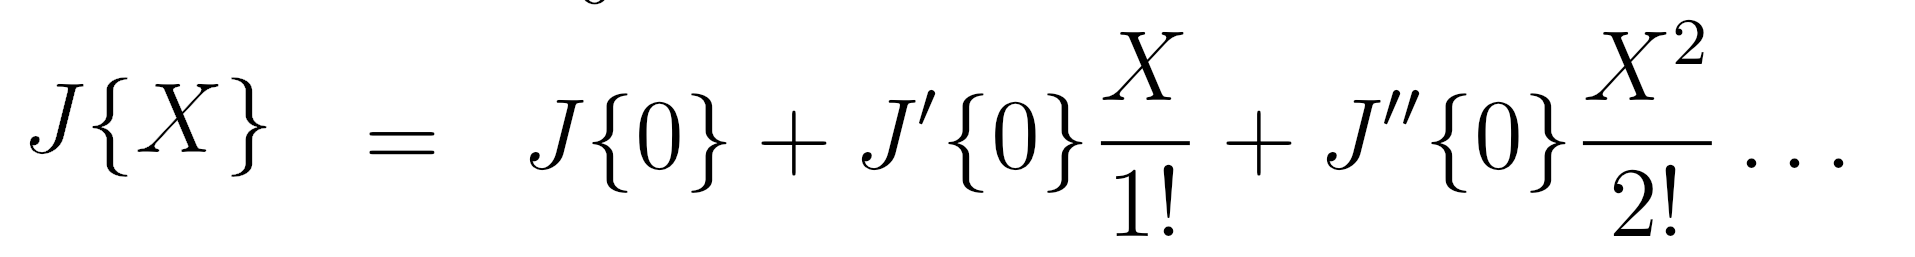 J{X} = J{0} + J′{0} X/1! + J″{0} X²/2! …